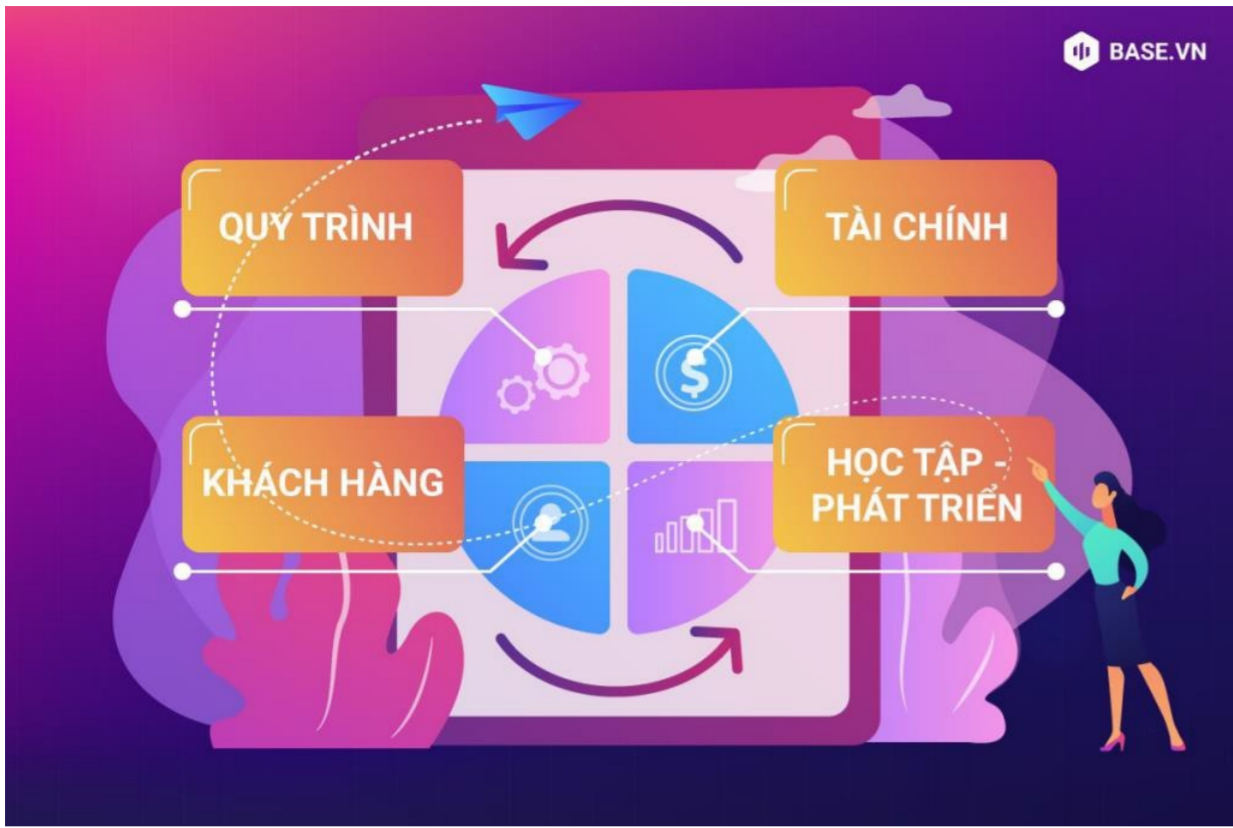 BASE.VN
QUY TRÌNH
TÀI CHÍNH
KHÁCH HÀNG
HỌC TẬP -
PHÁT TRIỂN